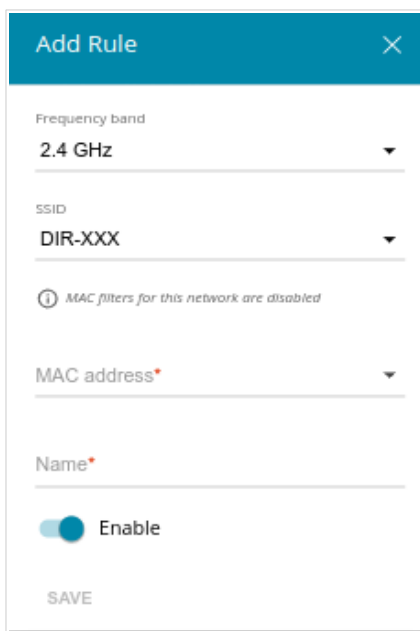 Add Rule
Frequency band
2.4 GHz
SSID
DIR-XXX
MAC filters for this network are disabled
MAC address*
Name*
Enable
SAVE